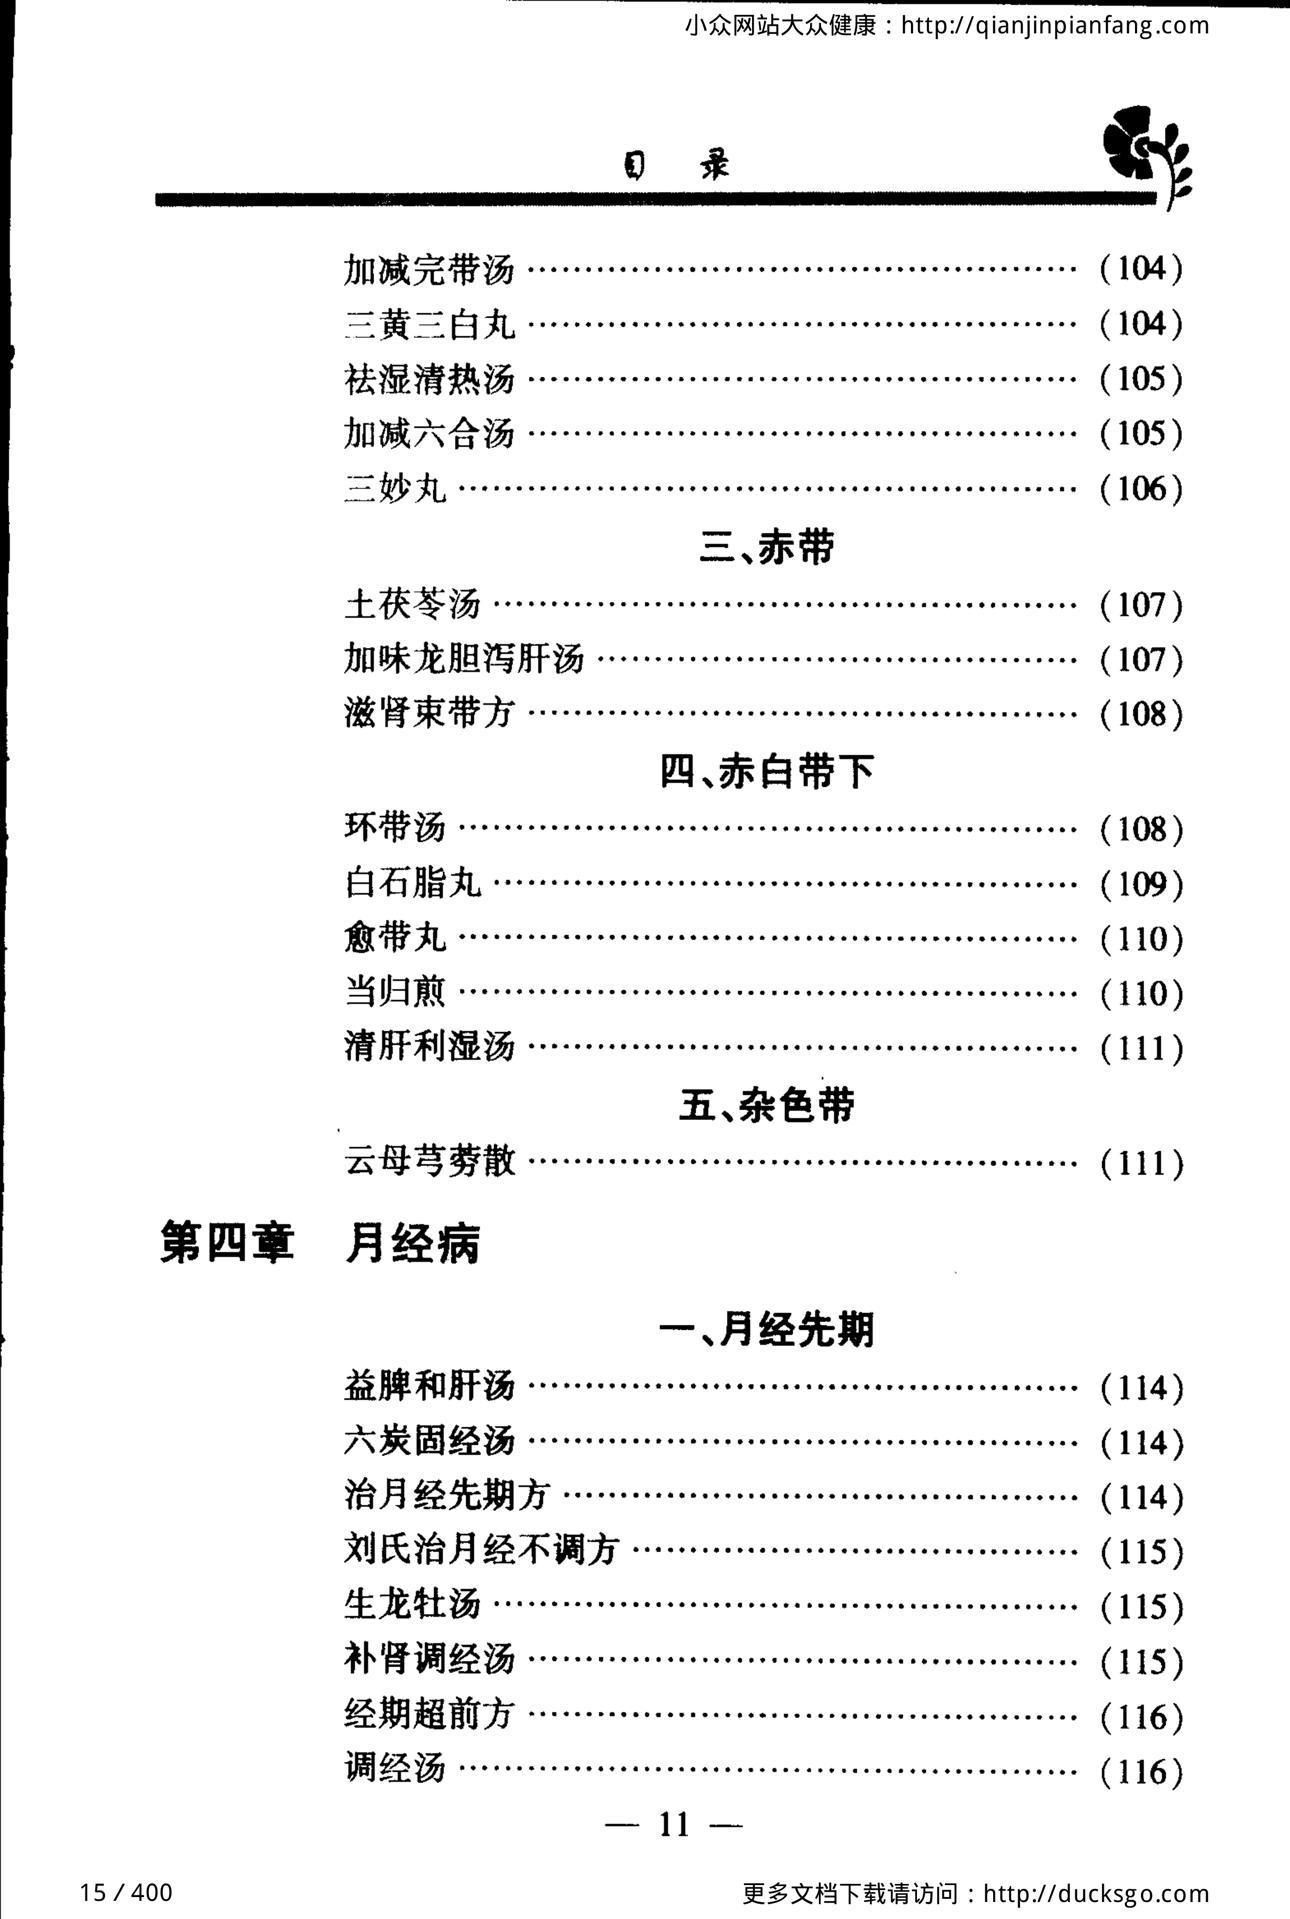 小众网站大众健康：http://qianjinpianfang.com
目 录
加减完带汤 …………………………………… (104)
三黄三白丸 …………………………………… (104)
祛湿清热汤 …………………………………… (105)
加减六合汤 …………………………………… (105)
三妙丸 …………………………………… (106)
三、赤带
土茯苓汤 …………………………………… (107)
加味龙胆泻肝汤 …………………………………… (107)
滋肾束带方 …………………………………… (108)
四、赤白带下
环带汤 …………………………………… (108)
白石脂丸 …………………………………… (109)
愈带丸 …………………………………… (110)
当归煎 …………………………………… (110)
清肝利湿汤 …………………………………… (111)
五、杂色带
云母芎䓖散 …………………………………… (111)
第四章 月经病
一、月经先期
益脾和肝汤 …………………………………… (114)
六炭固经汤 …………………………………… (114)
治月经先期方 …………………………………… (114)
刘氏治月经不调方 …………………………………… (115)
生龙牡汤 …………………………………… (115)
补肾调经汤 …………………………………… (115)
经期超前方 …………………………………… (116)
调经汤 …………………………………… (116)
— 11 —
15 / 400
更多文档下载请访问：http://ducksgo.com